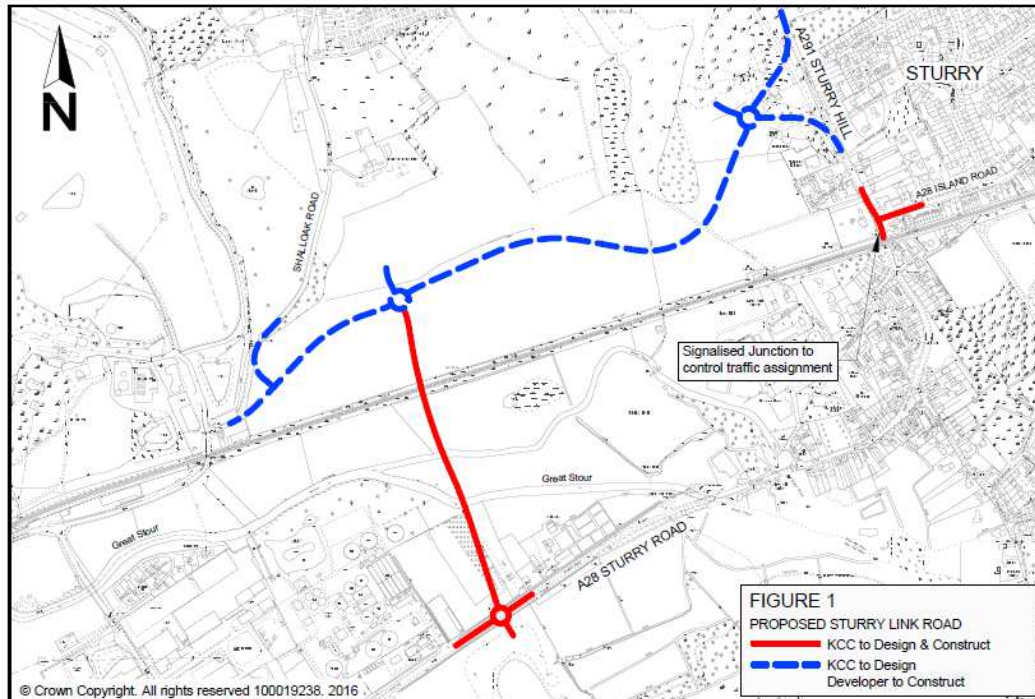 N
A291 STURRY HILL
STURRY
A28 ISLAND ROAD
SHALLOAK ROAD
Signalised Junction to
control traffic assignment
Great Stour
Great Stour
A28 STURRY ROAD
FIGURE 1
PROPOSED STURRY LINK ROAD
KCC to Design & Construct
KCC to Design
Developer to Construct
© Crown Copyright. All rights reserved 100019238. 2016